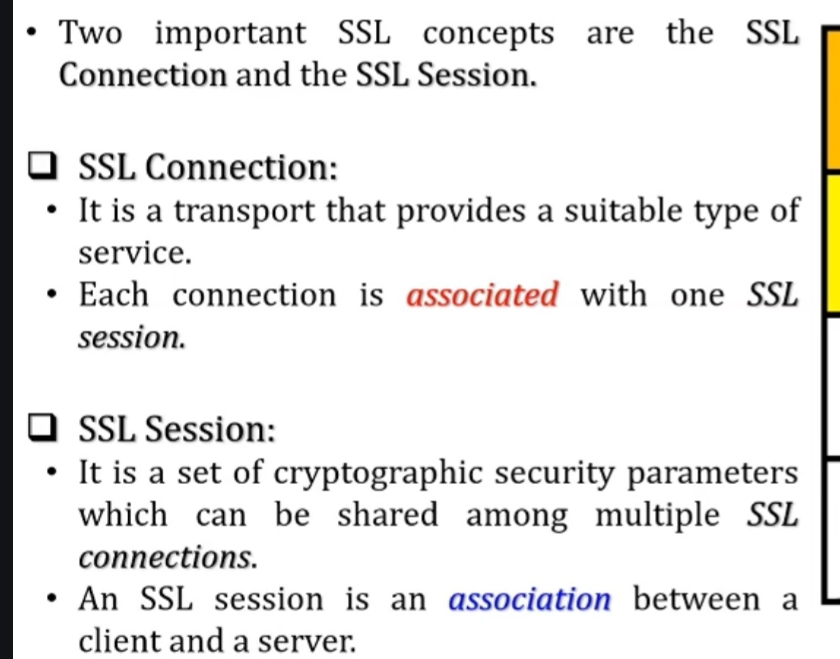 • Two important SSL concepts are the SSL
Connection and the SSL Session.
❑ SSL Connection:
• It is a transport that provides a suitable type of
service.
• Each connection is associated with one SSL
session.
❑ SSL Session:
• It is a set of cryptographic security parameters
which can be shared among multiple SSL
connections.
• An SSL session is an association between a
client and a server.